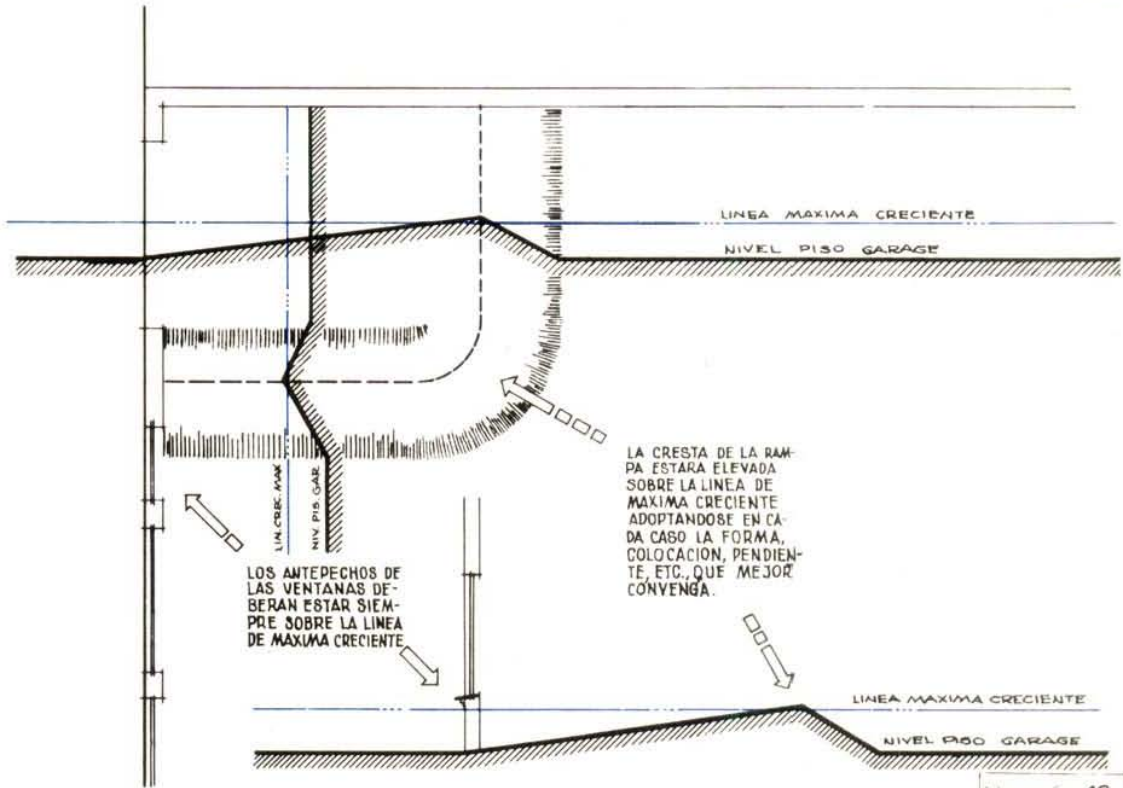 LINEA MAXIMA CRECIENTE
NIVEL PISO GARAGE
LIN. CREC. MAX
NIV. PIS. GAR.
LA CRESTA DE LA RAM-
PA ESTARA ELEVADA
SOBRE LA LINEA DE
MAXIMA CRECIENTE
ADOPTANDOSE EN CA-
DA CASO LA FORMA,
COLOCACION, PENDIEN-
TE, ETC., QUE MEJOR
CONVENGA.
LOS ANTEPECHOS DE
LAS VENTANAS DE-
BERAN ESTAR SIEM-
PRE SOBRE LA LINEA
DE MAXIMA CRECIENTE
LINEA MAXIMA CRECIENTE
NIVEL PISO GARAGE